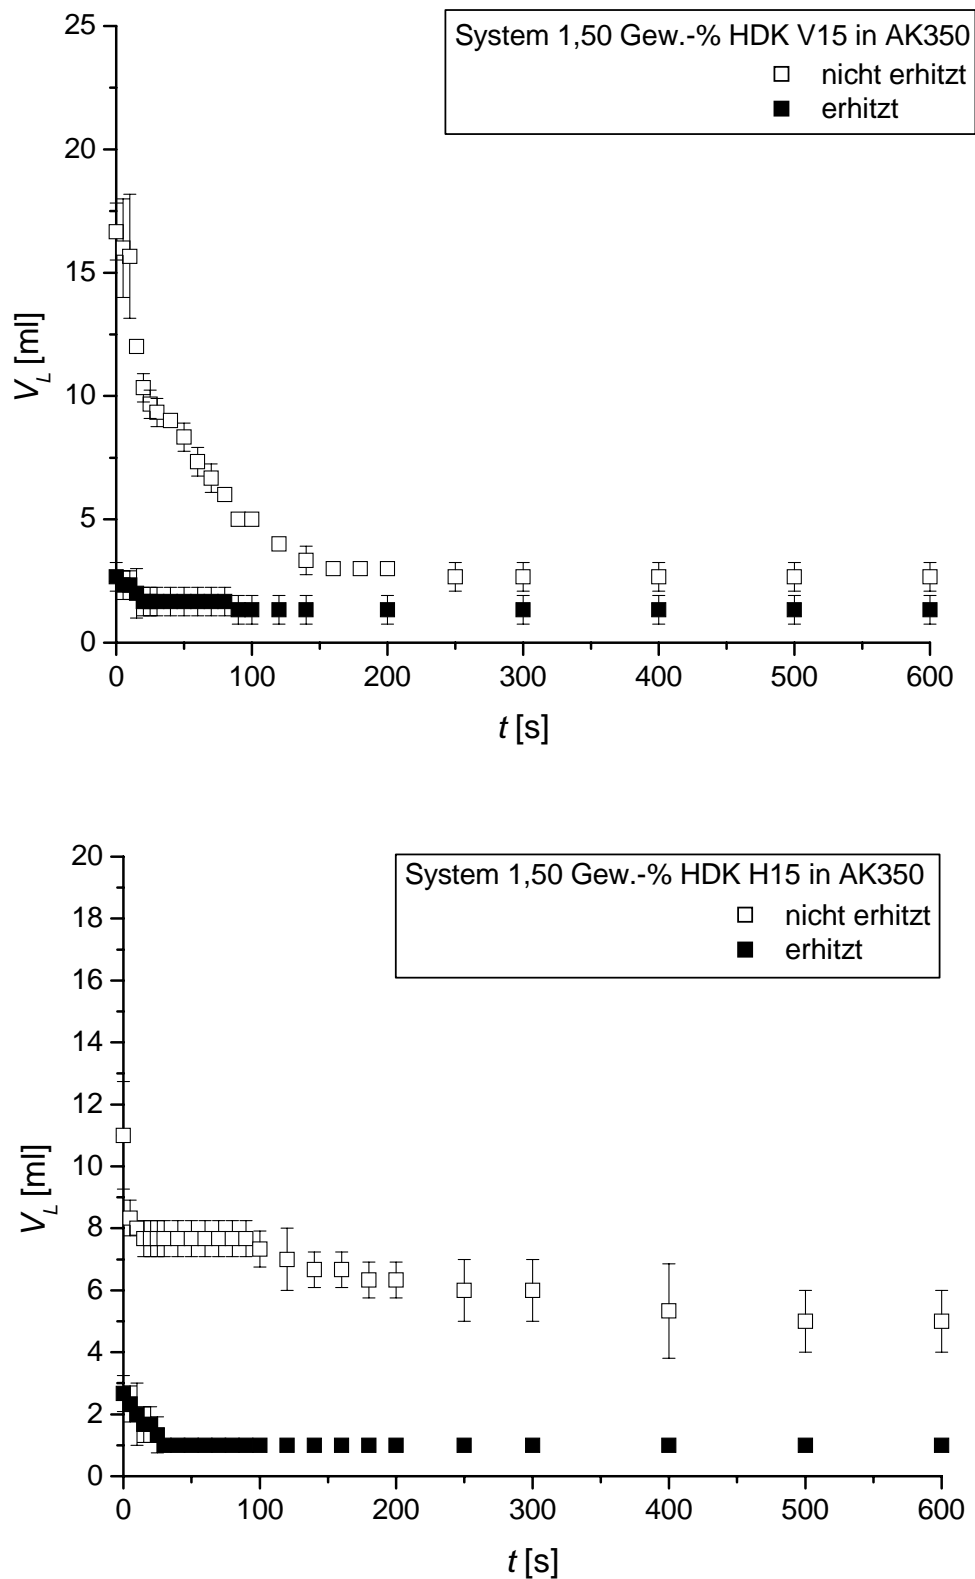 System 1,50 Gew.-% HDK V15 in AK350
nicht erhitzt
erhitzt
25
20
15
10
5
0
V_L [ml]
0 100 200 300 400 500 600
t [s]
System 1,50 Gew.-% HDK H15 in AK350
nicht erhitzt
erhitzt
20
18
16
14
12
10
8
6
4
2
0
V_L [ml]
0 100 200 300 400 500 600
t [s]